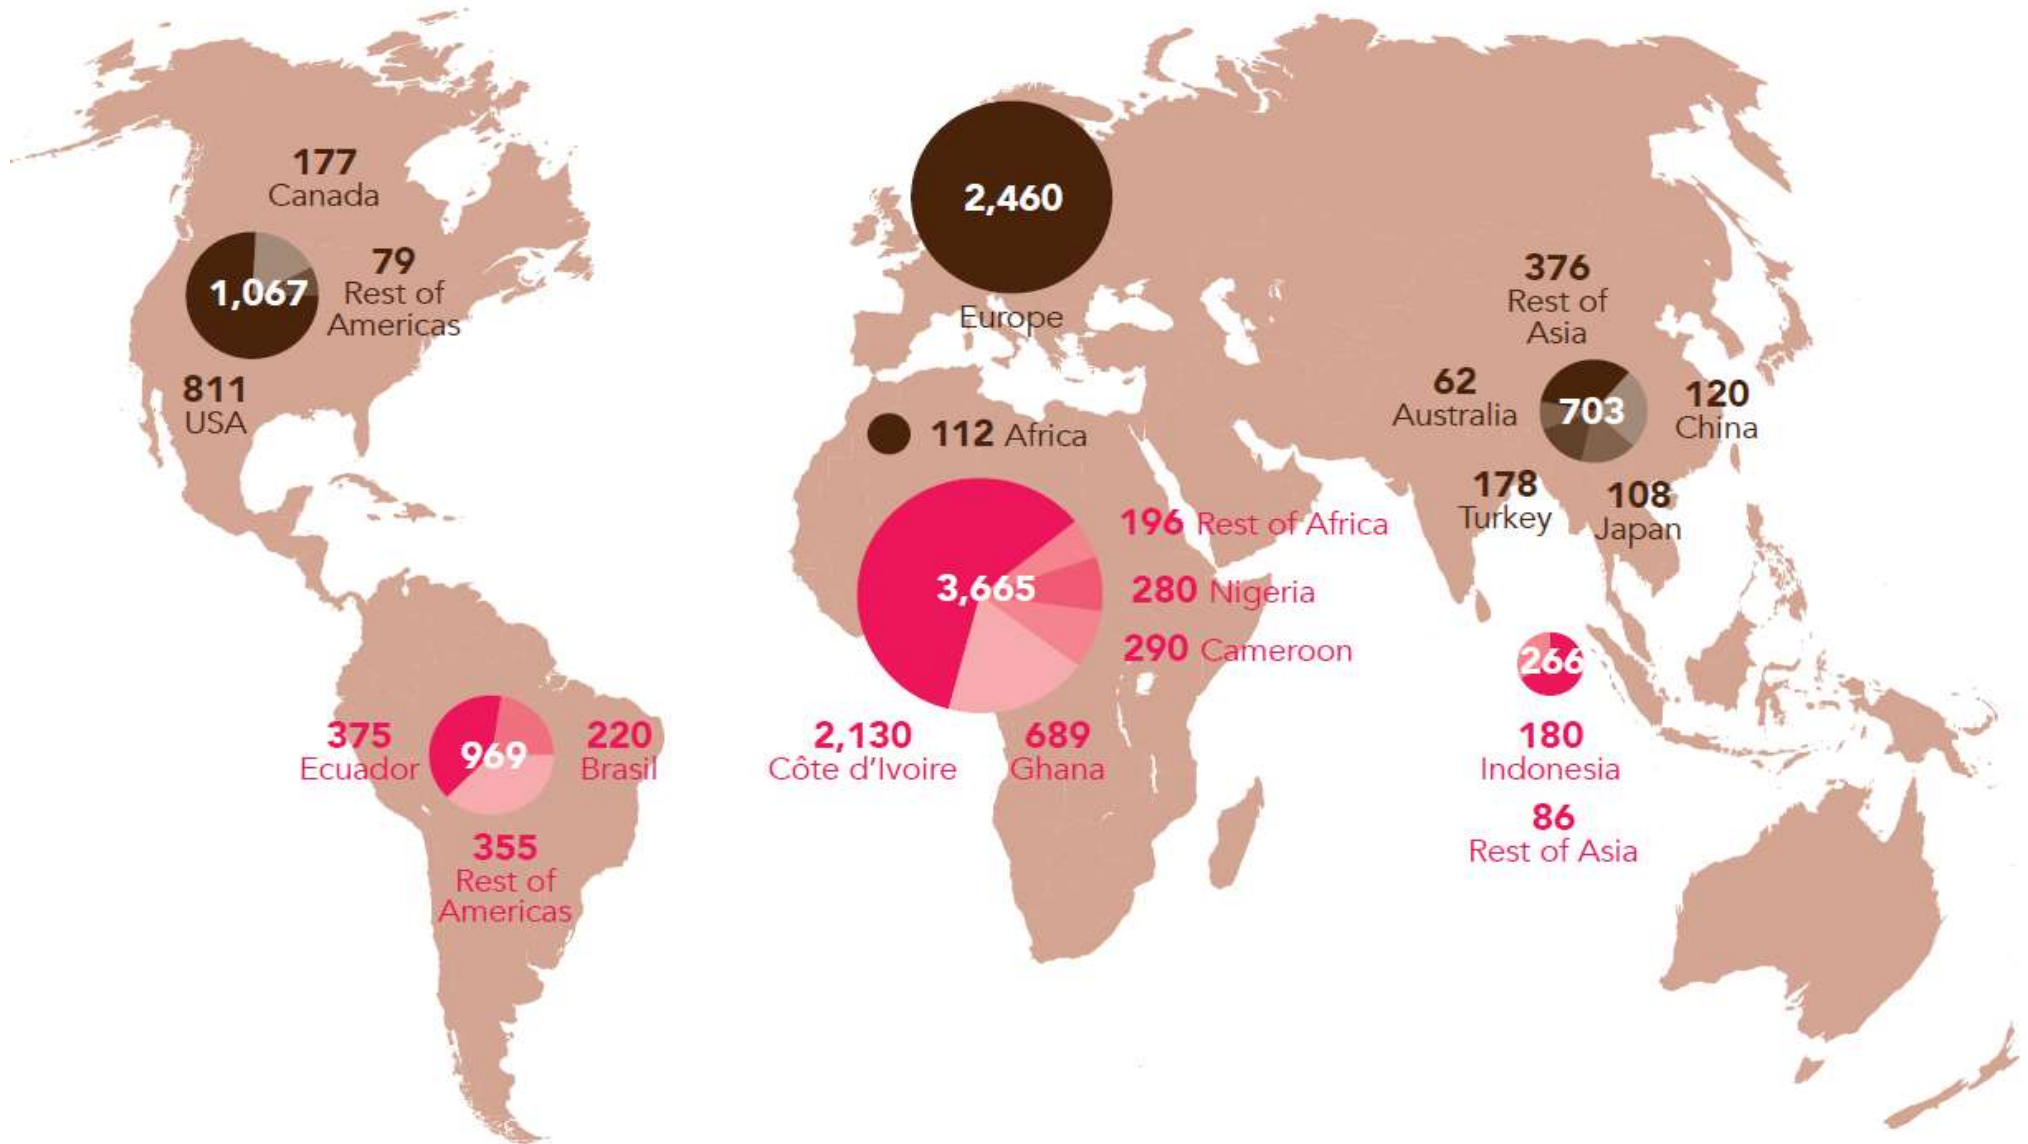 177
Canada
1,067
79
Rest of
Americas
811
USA
2,460
Europe
112 Africa
376
Rest of
Asia
62
Australia
703
120
China
178
Turkey
108
Japan
3,665
196 Rest of Africa
280 Nigeria
290 Cameroon
2,130
Côte d'Ivoire
689
Ghana
375
Ecuador
969
220
Brasil
355
Rest of
Americas
266
180
Indonesia
86
Rest of Asia